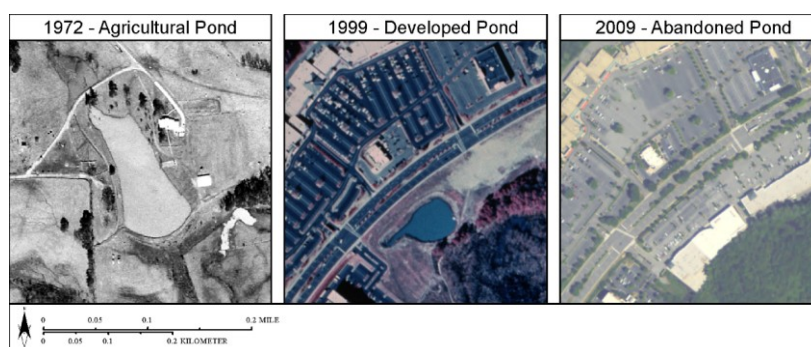 1972 - Agricultural Pond
1999 - Developed Pond
2009 - Abandoned Pond
N
0 0.05 0.1 0.2 MILE
0 0.05 0.1 0.2 KILOMETER